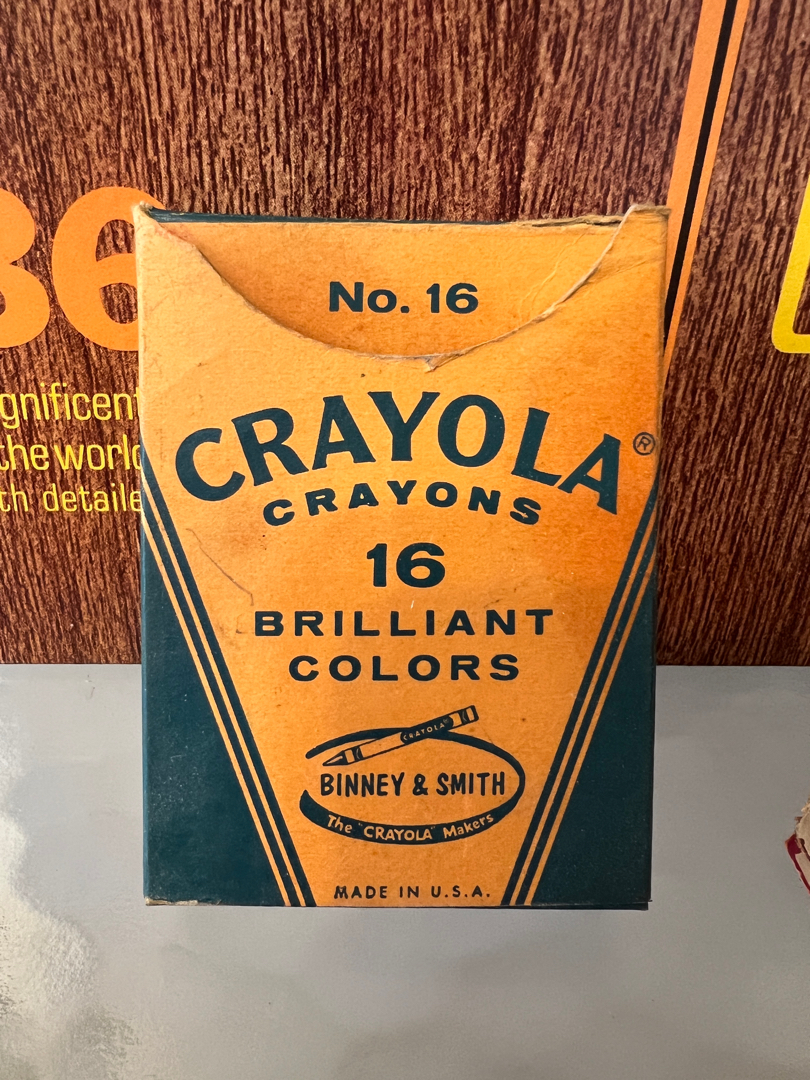 No. 16
CRAYOLA®
CRAYONS
16
BRILLIANT
COLORS
CRAYOLA®
BINNEY & SMITH
The "CRAYOLA" Makers
MADE IN U.S.A.
86
gnificent
the world
th detaile